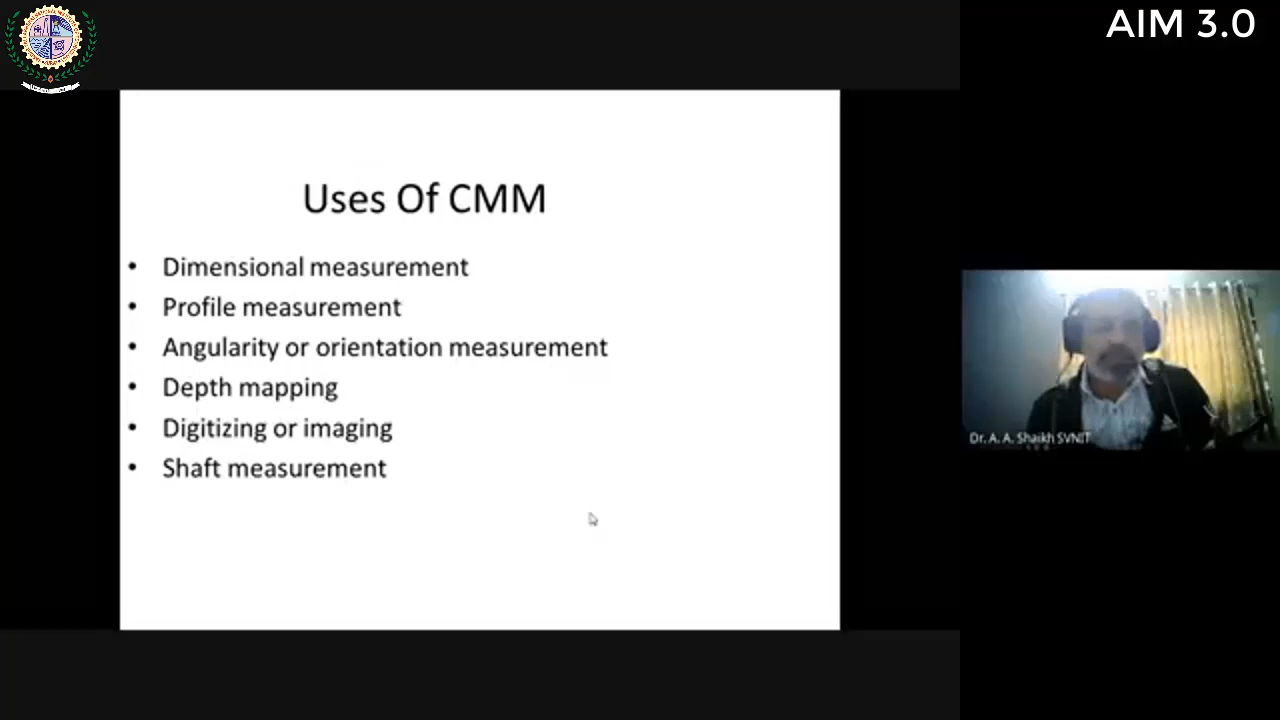 AIM 3.0
Uses Of CMM
• Dimensional measurement
• Profile measurement
• Angularity or orientation measurement
• Depth mapping
• Digitizing or imaging
• Shaft measurement
Dr. A. A. Shaikh SVNIT